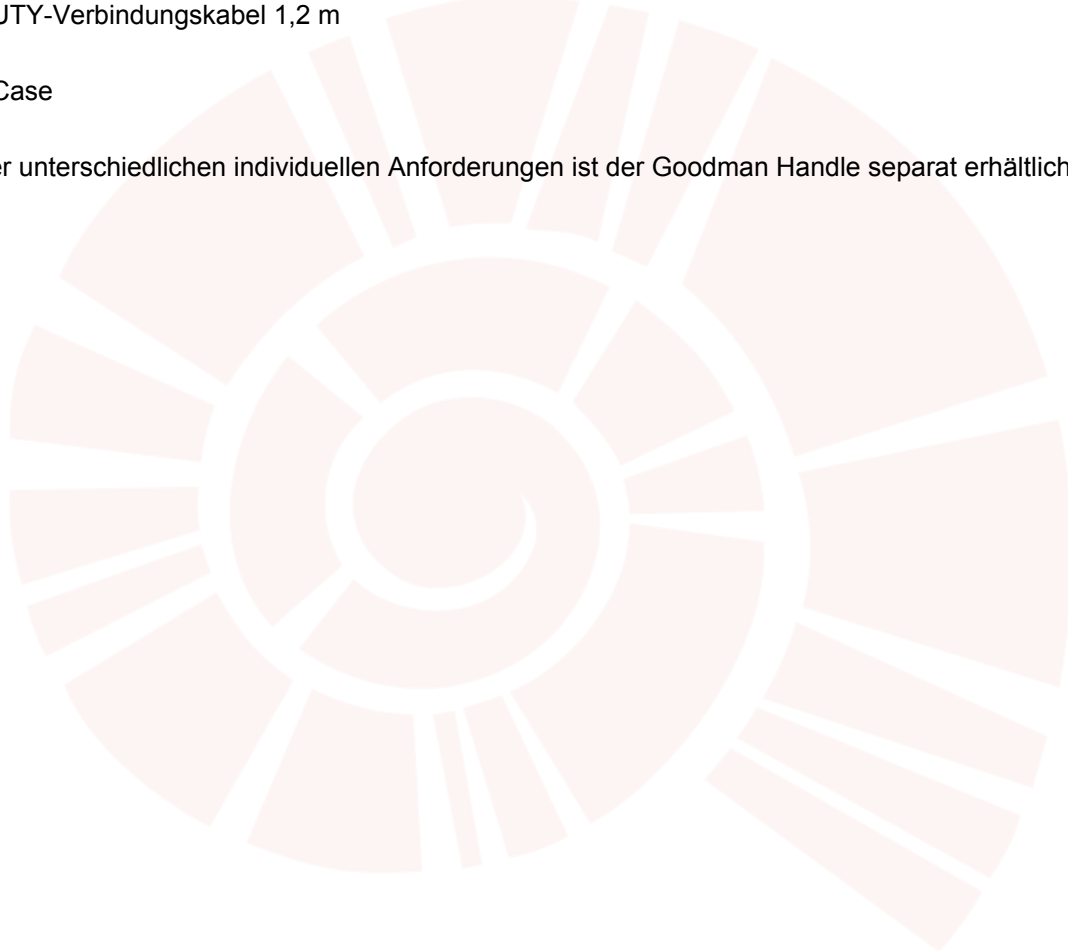 UTY-Verbindungskabel 1,2 m
Case
er unterschiedlichen individuellen Anforderungen ist der Goodman Handle separat erhältlich